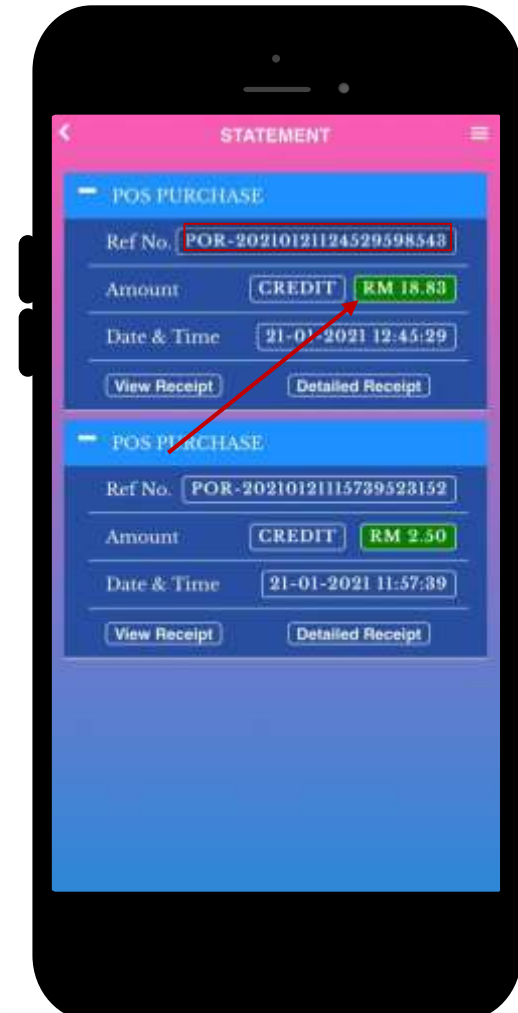 STATEMENT
POS PURCHASE
Ref No. POR-20210121124529598543
Amount CREDIT RM 18.83
Date & Time 21-01-2021 12:45:29
View Receipt Detailed Receipt
POS PURCHASE
Ref No. POR-20210121115739523152
Amount CREDIT RM 2.50
Date & Time 21-01-2021 11:57:39
View Receipt Detailed Receipt